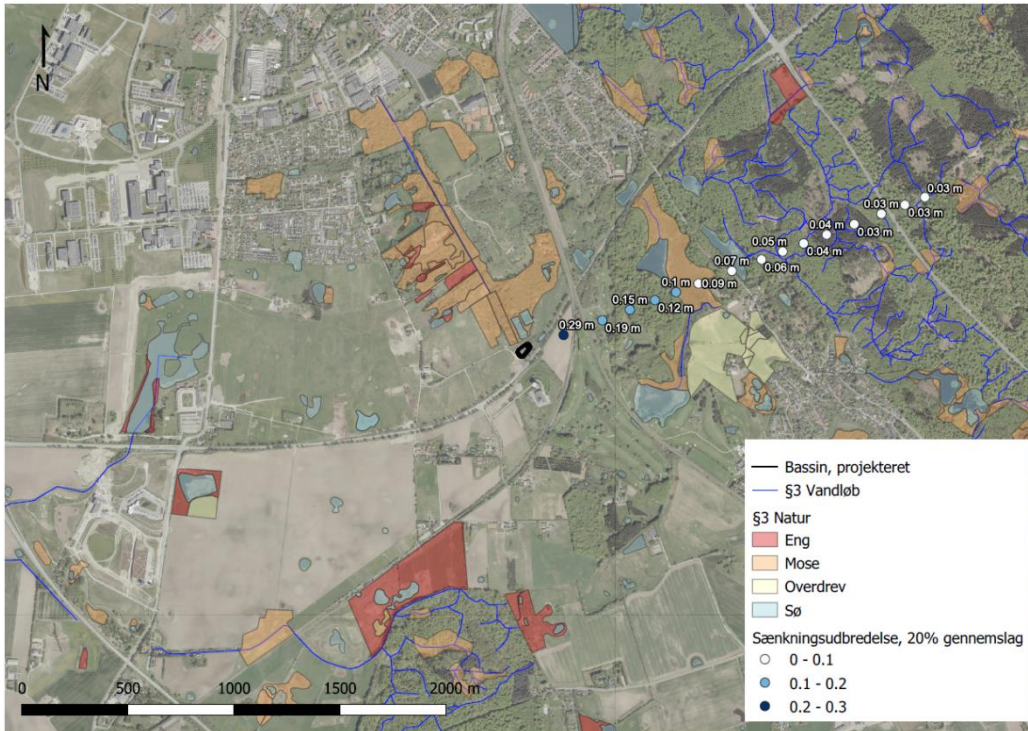 N
0.03 m
0.03 m
0.03 m
0.04 m
0.03 m
0.05 m
0.04 m
0.07 m
0.06 m
0.1 m
0.09 m
0.15 m
0.12 m
0.29 m
0.19 m
Bassin, projekteret
§3 Vandløb
§3 Natur
Eng
Mose
Overdrev
Sø
Sænkningsudbredelse, 20% gennemslag
0 - 0.1
0.1 - 0.2
0.2 - 0.3
0 500 1000 1500 2000 m